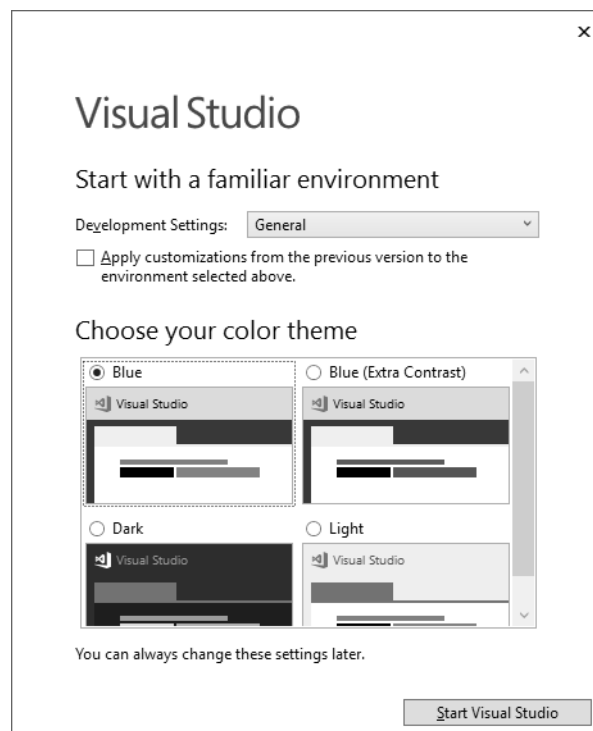 Visual Studio
Start with a familiar environment
Development Settings: General
Apply customizations from the previous version to the
environment selected above.
Choose your color theme
Blue
Blue (Extra Contrast)
Visual Studio
Visual Studio
Dark
Light
Visual Studio
Visual Studio
You can always change these settings later.
Start Visual Studio